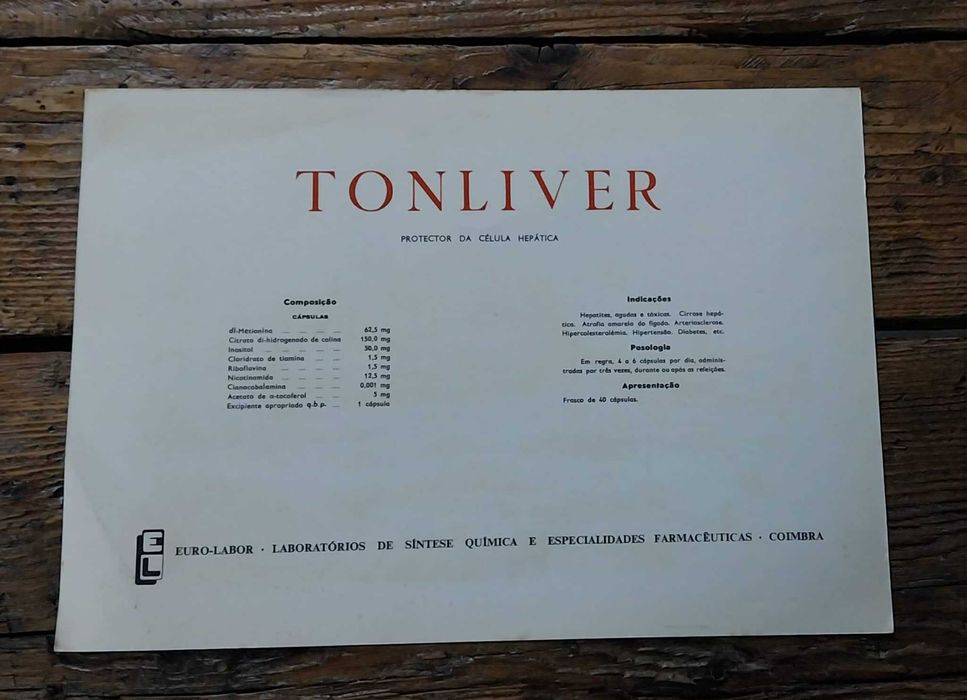 TONLIVER
PROTECTOR DA CÉLULA HEPÁTICA
Composição
CÁPSULAS
dl-Metionina 62,5 mg
Citrato di-hidrogenado de colina 150,0 mg
Inositol 50,0 mg
Cloridrato de tiamina 1,5 mg
Riboflavina 1,5 mg
Nicotinamida 12,5 mg
Cianocobalamina 0,001 mg
Acetato de α-tocoferol 5 mg
Excipiente apropriado q.b.p. 1 cápsula
Indicações
Hepatites, agudas e tóxicas. Cirrose hepá-
tica. Atrofia amarela do fígado. Arteriosclerose.
Hipercolesterolémia. Hipertensão. Diabetes, etc.
Posologia
Em regra, 4 a 6 cápsulas por dia, adminis-
tradas por três vezes, durante ou após as refeições.
Apresentação
Frasco de 40 cápsulas.
EL
EURO-LABOR · LABORATÓRIOS DE SÍNTESE QUÍMICA E ESPECIALIDADES FARMACÊUTICAS · COIMBRA